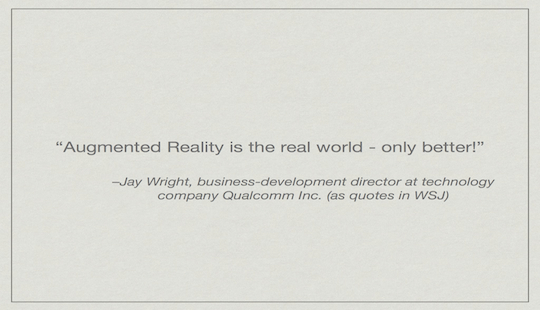 “Augmented Reality is the real world - only better!”
–Jay Wright, business-development director at technology
company Qualcomm Inc. (as quotes in WSJ)